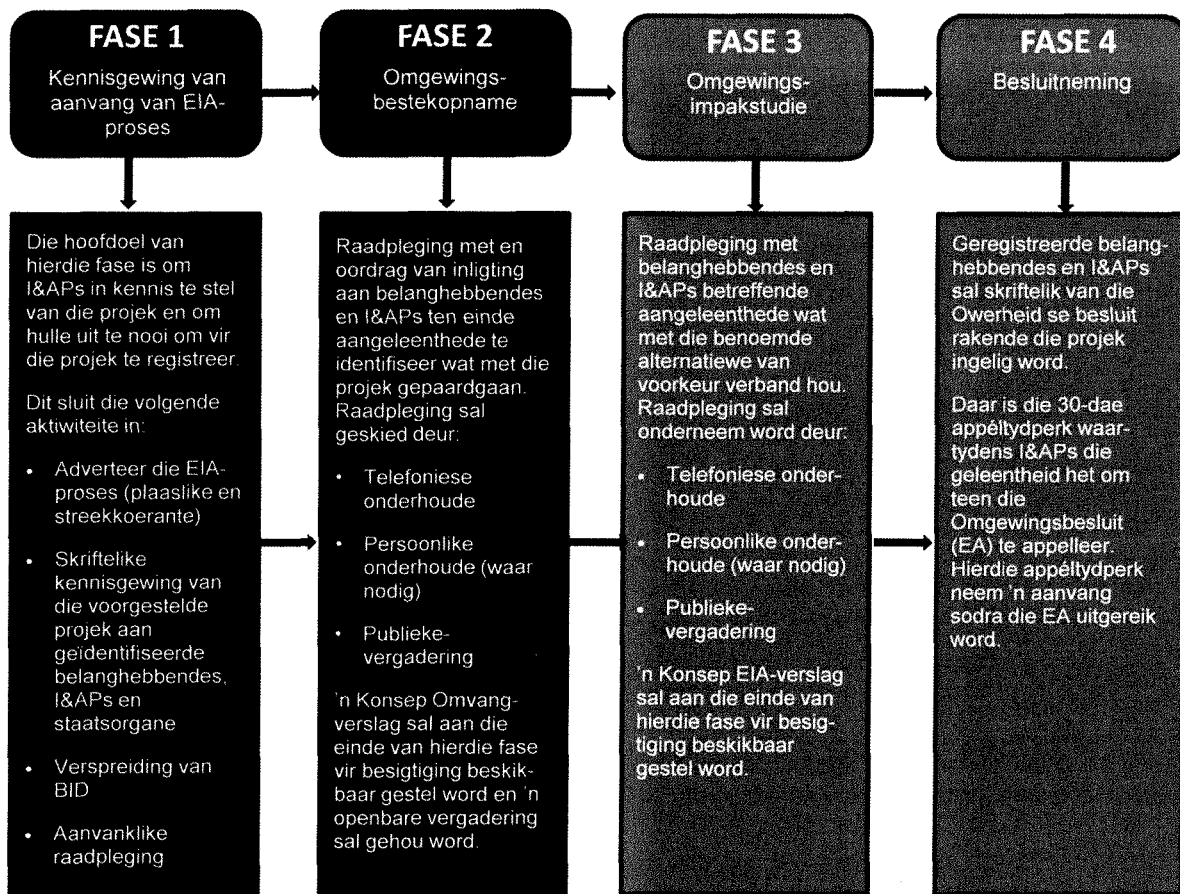 FASE 1
Kennisgewing van
aanvang van EIA-
proses
FASE 2
Omgewings-
bestekopname
FASE 3
Omgewings-
impakstudie
FASE 4
Besluitneming
Die hoofdoel van
hierdie fase is om
I&APs in kennis te stel
van die projek en om
hulle uit te nooi om vir
die projek te registreer.
Dit sluit die volgende
aktiwiteite in:
• Adverteer die EIA-
proses (plaaslike en
streekkoerante)
• Skriftelike
kennisgewing van
die voorgestelde
projek aan
geïdentifiseerde
belanghebbendes,
I&APs en
staatsorgane
• Verspreiding van
BID
• Aanvanklike
raadpleging
Raadpleging met en
oordrag van inligting
aan belanghebbendes
en I&APs ten einde
aangeleenthede te
identifiseer wat met die
projek gepaardgaan.
Raadpleging sal
geskied deur:
• Telefoniese
onderhoude
• Persoonlike
onderhoude (waar
nodig)
• Publieke-
vergadering
'n Konsep Omvang-
verslag sal aan die
einde van hierdie fase
vir besigtiging beskik-
baar gestel word en 'n
openbare vergadering
sal gehou word.
Raadpleging met
belanghebbendes en
I&APs betreffende
aangeleenthede wat
met die benoemde
alternatiewe van
voorkeur verband hou.
Raadpleging sal
onderneem word deur:
• Telefoniese onder-
houde
• Persoonlike onder-
houde (waar nodig)
• Publieke-
vergadering
'n Konsep EIA-verslag
sal aan die einde van
hierdie fase vir besig-
tiging beskikbaar
gestel word.
Geregistreerde belang-
hebbendes en I&APs
sal skriftelik van die
Owerheid se besluit
rakende die projek
ingelig word.
Daar is die 30-dae
appéltydperk waar-
tydens I&APs die
geleentheid het om
teen die
Omgewingsbesluit
(EA) te appelleer.
Hierdie appéltydperk
neem 'n aanvang
sodra die EA uitgereik
word.